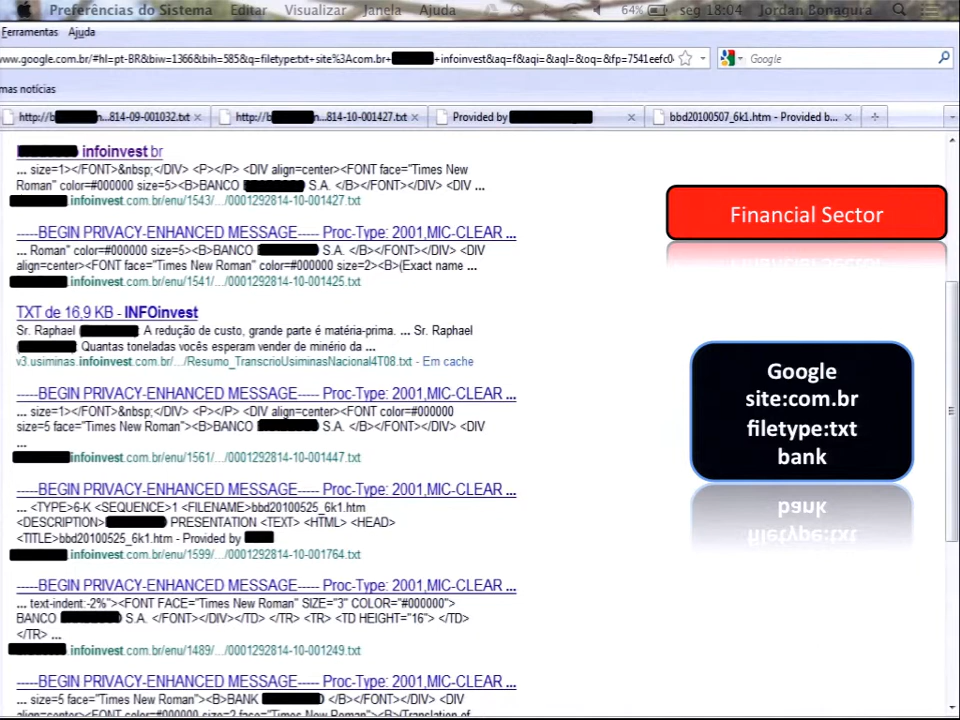 Preferências do Sistema Editar Visualizar Janela Ajuda 64% seg 18:04 Jordan Bonagura
Ferramentas Ajuda
www.google.com.br/#hl=pt-BR&biw=1366&bih=585&q=filetype:txt+site%3Acom.br+ +infoinvest&aq=f&aqi=&aql=&oq=&fp=7541eefc0 Google
mas notícias
http://b n...814-09-001032.txt × http://b n...814-10-001427.txt × Provided by × bbd20100507_6k1.htm - Provided b... ×
infoinvest br
... size=1></FONT>&nbsp;</DIV> <P></P> <DIV align=center><FONT face="Times New
Roman" color=#000000 size=5><B>BANCO S.A. </B></FONT></DIV> <DIV ...
.infoinvest.com.br/enu/1543/.../0001292814-10-001427.txt
-----BEGIN PRIVACY-ENHANCED MESSAGE----- Proc-Type: 2001,MIC-CLEAR ...
... Roman" color=#000000 size=5><B>BANCO S.A. </B></FONT></DIV> <DIV
align=center><FONT face="Times New Roman" color=#000000 size=2><B>(Exact name ...
.infoinvest.com.br/enu/1541/.../0001292814-10-001425.txt
TXT de 16,9 KB - INFOinvest
Sr. Raphael ( : A redução de custo, grande parte é matéria-prima. ... Sr. Raphael
( : Quantas toneladas vocês esperam vender de minério da ...
v3.usiminas.infoinvest.com.br/.../Resumo_TranscrioUsiminasNacional4T08.txt - Em cache
-----BEGIN PRIVACY-ENHANCED MESSAGE----- Proc-Type: 2001,MIC-CLEAR ...
... size=1></FONT>&nbsp;</DIV> <P></P> <DIV align=center><FONT color=#000000
size=5 face="Times New Roman"><B>BANCO S.A. </B></FONT></DIV> <DIV
...
infoinvest.com.br/enu/1561/.../0001292814-10-001447.txt
-----BEGIN PRIVACY-ENHANCED MESSAGE----- Proc-Type: 2001,MIC-CLEAR ...
... <TYPE>6-K <SEQUENCE>1 <FILENAME>bbd20100525_6k1.htm
<DESCRIPTION> PRESENTATION <TEXT> <HTML> <HEAD>
<TITLE>bbd20100525_6k1.htm - Provided by
.infoinvest.com.br/enu/1599/.../0001292814-10-001764.txt
-----BEGIN PRIVACY-ENHANCED MESSAGE----- Proc-Type: 2001,MIC-CLEAR ...
... text-indent:-2%"><FONT FACE="Times New Roman" SIZE="3" COLOR="#000000">
BANCO S.A. </FONT></DIV></TD> </TR> <TR> <TD HEIGHT="16"> </TD>
</TR> ...
infoinvest.com.br/enu/1489/.../0001292814-10-001249.txt
-----BEGIN PRIVACY-ENHANCED MESSAGE----- Proc-Type: 2001,MIC-CLEAR ...
... size=5 face="Times New Roman"><B>BANK </B></FONT></DIV> <DIV
align=center><FONT color=#000000 size=2 face="Times New Roman"><B>(Translation of
Financial Sector
Google
site:com.br
filetype:txt
bank